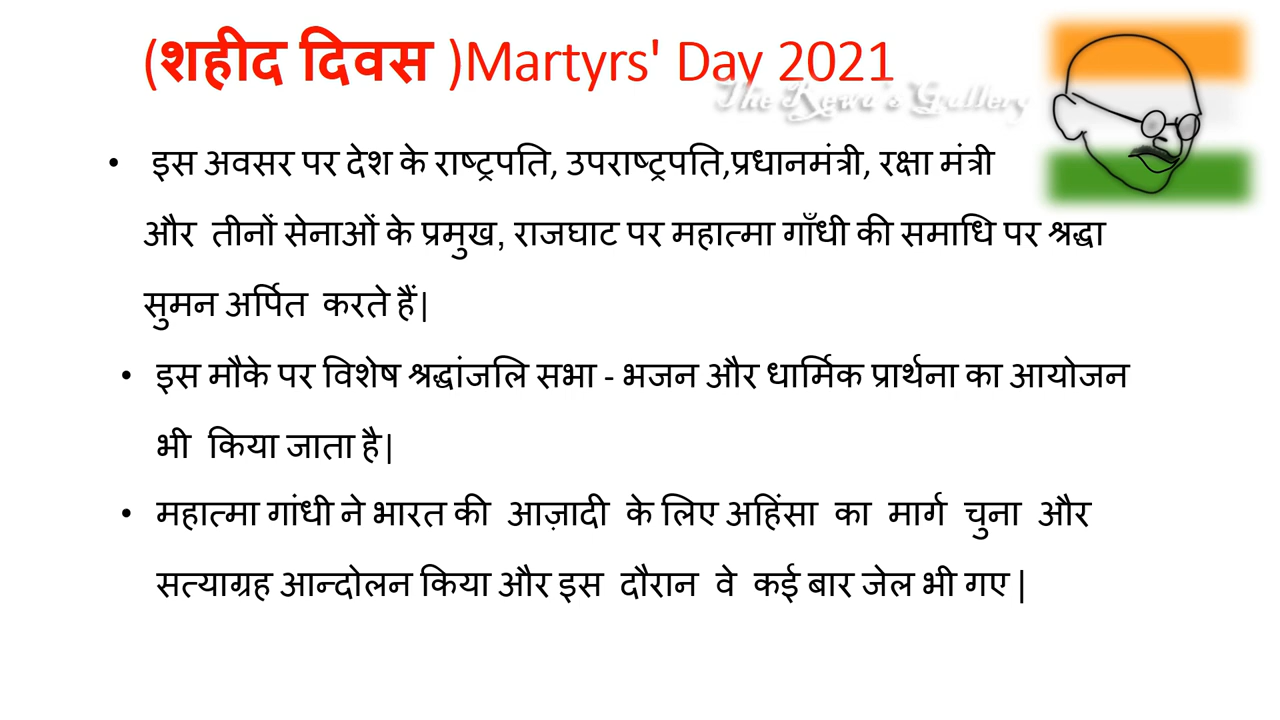 (शहीद दिवस )Martyrs' Day 2021
The Rewa's Gallery
• इस अवसर पर देश के राष्ट्रपति, उपराष्ट्रपति,प्रधानमंत्री, रक्षा मंत्री
और तीनों सेनाओं के प्रमुख, राजघाट पर महात्मा गाँधी की समाधि पर श्रद्धा
सुमन अर्पित करते हैं|
• इस मौके पर विशेष श्रद्धांजलि सभा - भजन और धार्मिक प्रार्थना का आयोजन
भी किया जाता है|
• महात्मा गांधी ने भारत की आज़ादी के लिए अहिंसा का मार्ग चुना और
सत्याग्रह आन्दोलन किया और इस दौरान वे कई बार जेल भी गए |